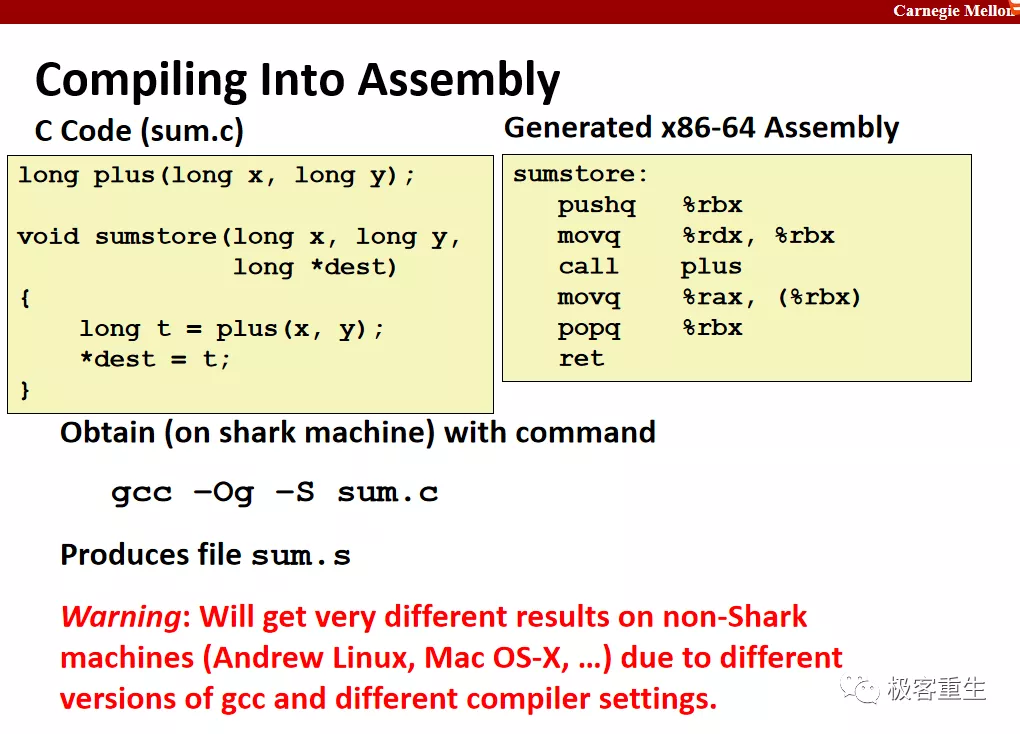 Carnegie Mellon
Compiling Into Assembly
C Code (sum.c)
long plus(long x, long y);
void sumstore(long x, long y,
              long *dest)
{
    long t = plus(x, y);
    *dest = t;
}
Generated x86-64 Assembly
sumstore:
   pushq   %rbx
   movq    %rdx, %rbx
   call    plus
   movq    %rax, (%rbx)
   popq    %rbx
   ret
Obtain (on shark machine) with command
gcc –Og –S sum.c
Produces file sum.s
Warning: Will get very different results on non-Shark
machines (Andrew Linux, Mac OS-X, …) due to different
versions of gcc and different compiler settings.
极客重生